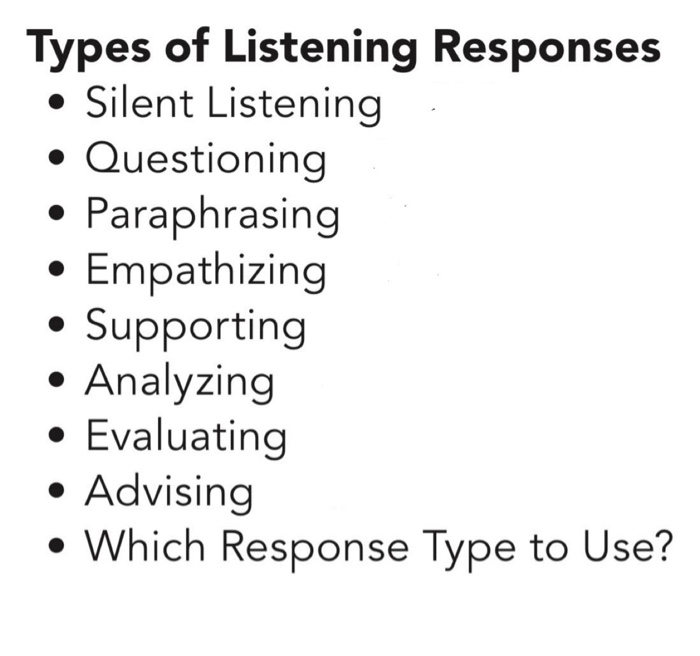 Types of Listening Responses
• Silent Listening
• Questioning
• Paraphrasing
• Empathizing
• Supporting
• Analyzing
• Evaluating
• Advising
• Which Response Type to Use?